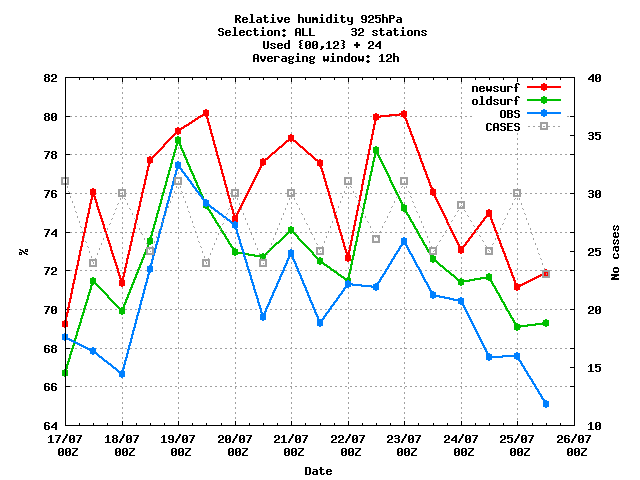 Relative humidity 925hPa
Selection: ALL     32 stations
Used {00,12} + 24
Averaging window: 12h
newsurf
oldsurf
OBS
CASES
82
80
78
76
74
72
70
68
66
64
40
35
30
25
20
15
10
%
No cases
17/07 18/07 19/07 20/07 21/07 22/07 23/07 24/07 25/07 26/07
00Z 00Z 00Z 00Z 00Z 00Z 00Z 00Z 00Z 00Z
Date